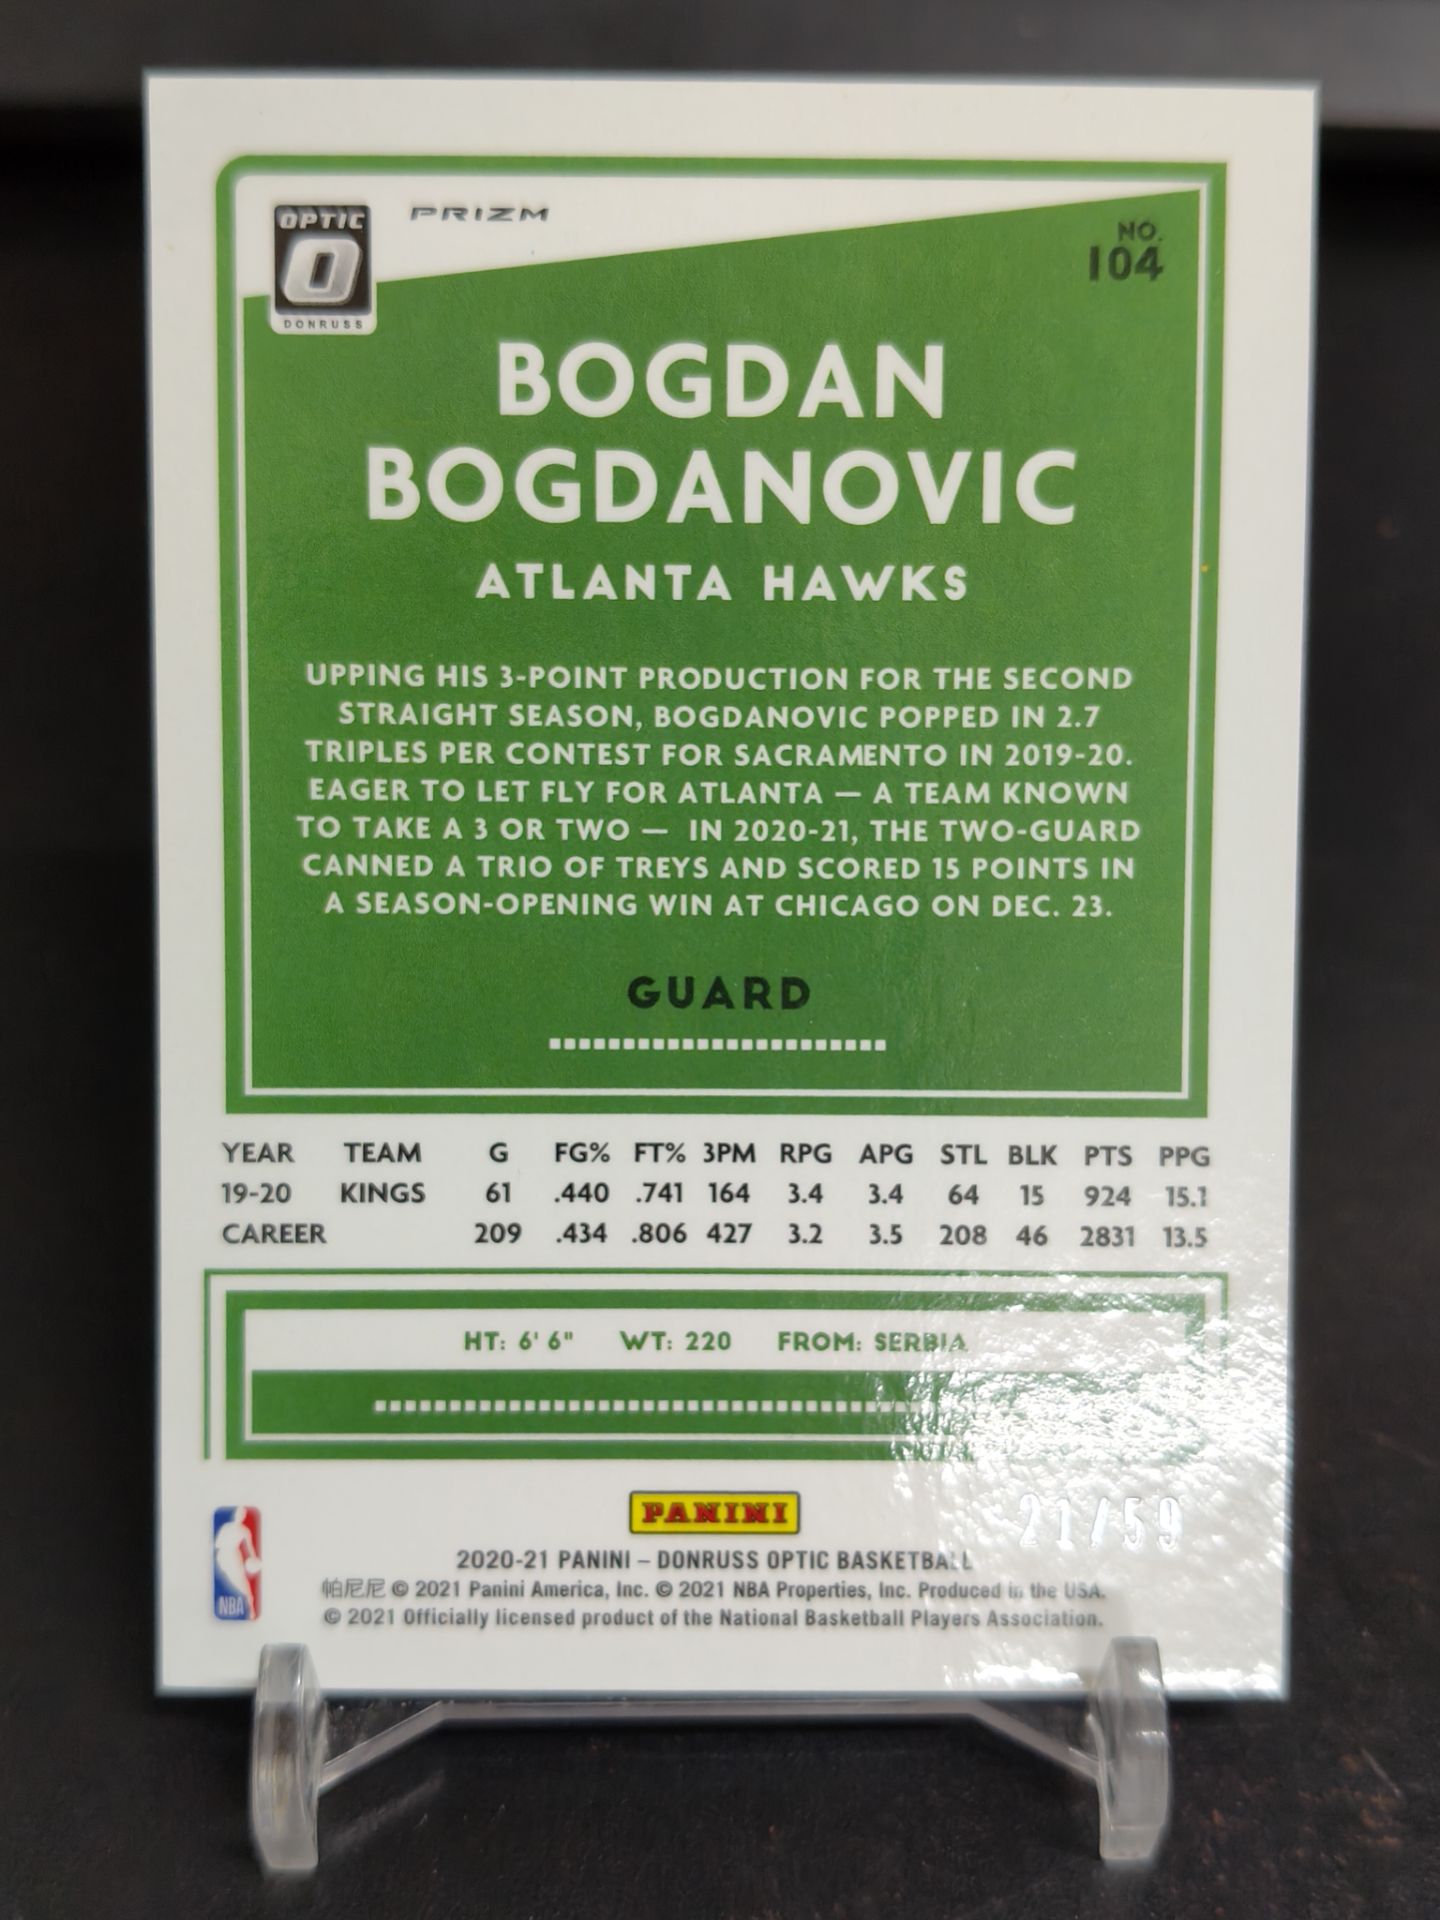 OPTIC
O
DONRUSS
PRIZM
NO.
104
BOGDAN
BOGDANOVIC
ATLANTA HAWKS
UPPING HIS 3-POINT PRODUCTION FOR THE SECOND
STRAIGHT SEASON, BOGDANOVIC POPPED IN 2.7
TRIPLES PER CONTEST FOR SACRAMENTO IN 2019-20.
EAGER TO LET FLY FOR ATLANTA — A TEAM KNOWN
TO TAKE A 3 OR TWO — IN 2020-21, THE TWO-GUARD
CANNED A TRIO OF TREYS AND SCORED 15 POINTS IN
A SEASON-OPENING WIN AT CHICAGO ON DEC. 23.
GUARD
YEAR TEAM G FG% FT% 3PM RPG APG STL BLK PTS PPG
19-20 KINGS 61 .440 .741 164 3.4 3.4 64 15 924 15.1
CAREER 209 .434 .806 427 3.2 3.5 208 46 2831 13.5
HT: 6' 6" WT: 220 FROM: SERBIA
PANINI
21/59
2020-21 PANINI – DONRUSS OPTIC BASKETBALL
帕尼尼 © 2021 Panini America, Inc. © 2021 NBA Properties, Inc. Produced in the USA.
© 2021 Officially licensed product of the National Basketball Players Association.
NBA